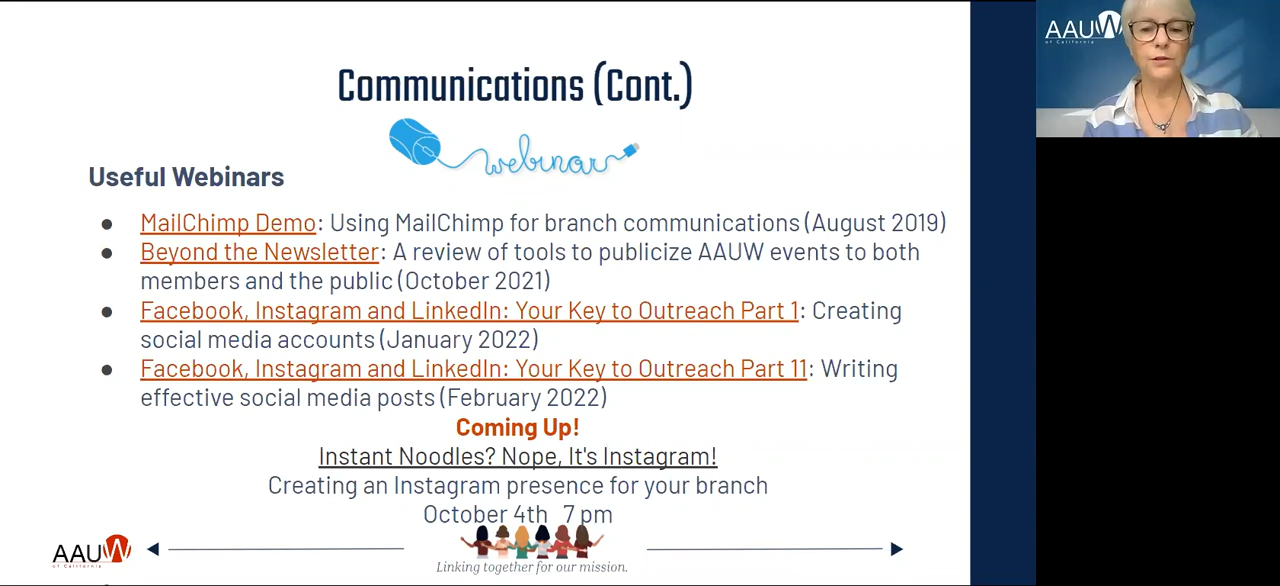 Communications (Cont.)
webinar
Useful Webinars
● MailChimp Demo: Using MailChimp for branch communications (August 2019)
● Beyond the Newsletter: A review of tools to publicize AAUW events to both
members and the public (October 2021)
● Facebook, Instagram and LinkedIn: Your Key to Outreach Part 1: Creating
social media accounts (January 2022)
● Facebook, Instagram and LinkedIn: Your Key to Outreach Part 11: Writing
effective social media posts (February 2022)
Coming Up!
Instant Noodles? Nope, It's Instagram!
Creating an Instagram presence for your branch
October 4th 7 pm
AAUW
of California
Linking together for our mission.
AAUW
of California